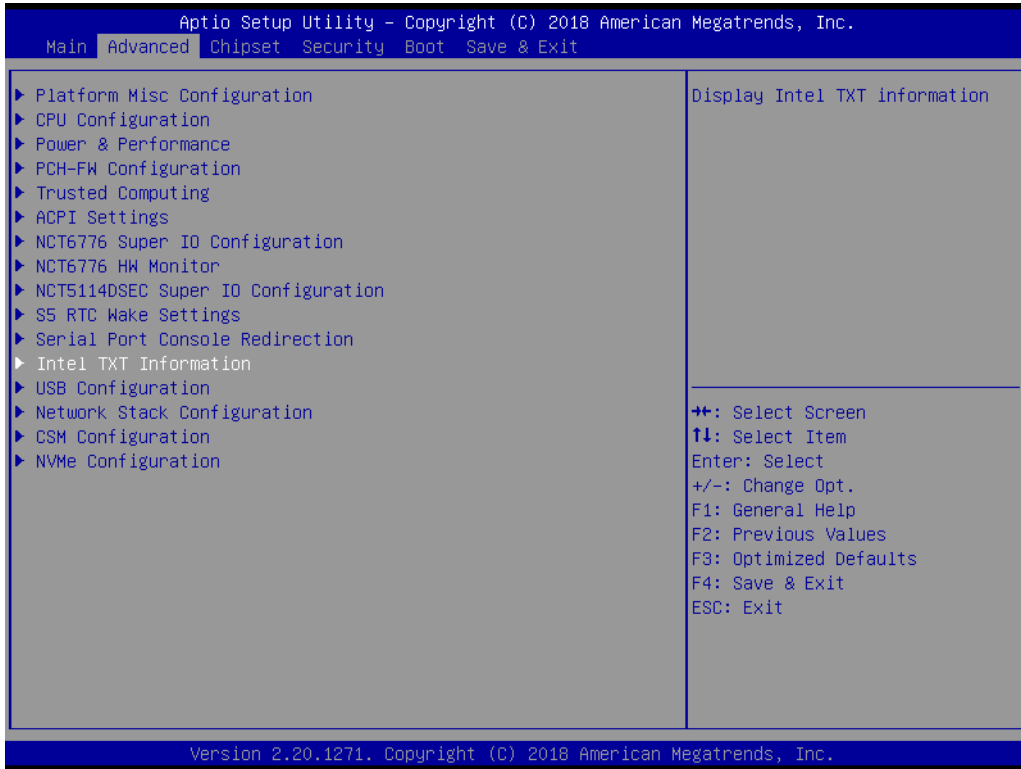 Aptio Setup Utility – Copyright (C) 2018 American Megatrends, Inc.
Main Advanced Chipset Security Boot Save & Exit
▶ Platform Misc Configuration
▶ CPU Configuration
▶ Power & Performance
▶ PCH-FW Configuration
▶ Trusted Computing
▶ ACPI Settings
▶ NCT6776 Super IO Configuration
▶ NCT6776 HW Monitor
▶ NCT5114DSEC Super IO Configuration
▶ S5 RTC Wake Settings
▶ Serial Port Console Redirection
▶ Intel TXT Information
▶ USB Configuration
▶ Network Stack Configuration
▶ CSM Configuration
▶ NVMe Configuration
Display Intel TXT information
→←: Select Screen
↑↓: Select Item
Enter: Select
+/-: Change Opt.
F1: General Help
F2: Previous Values
F3: Optimized Defaults
F4: Save & Exit
ESC: Exit
Version 2.20.1271. Copyright (C) 2018 American Megatrends, Inc.